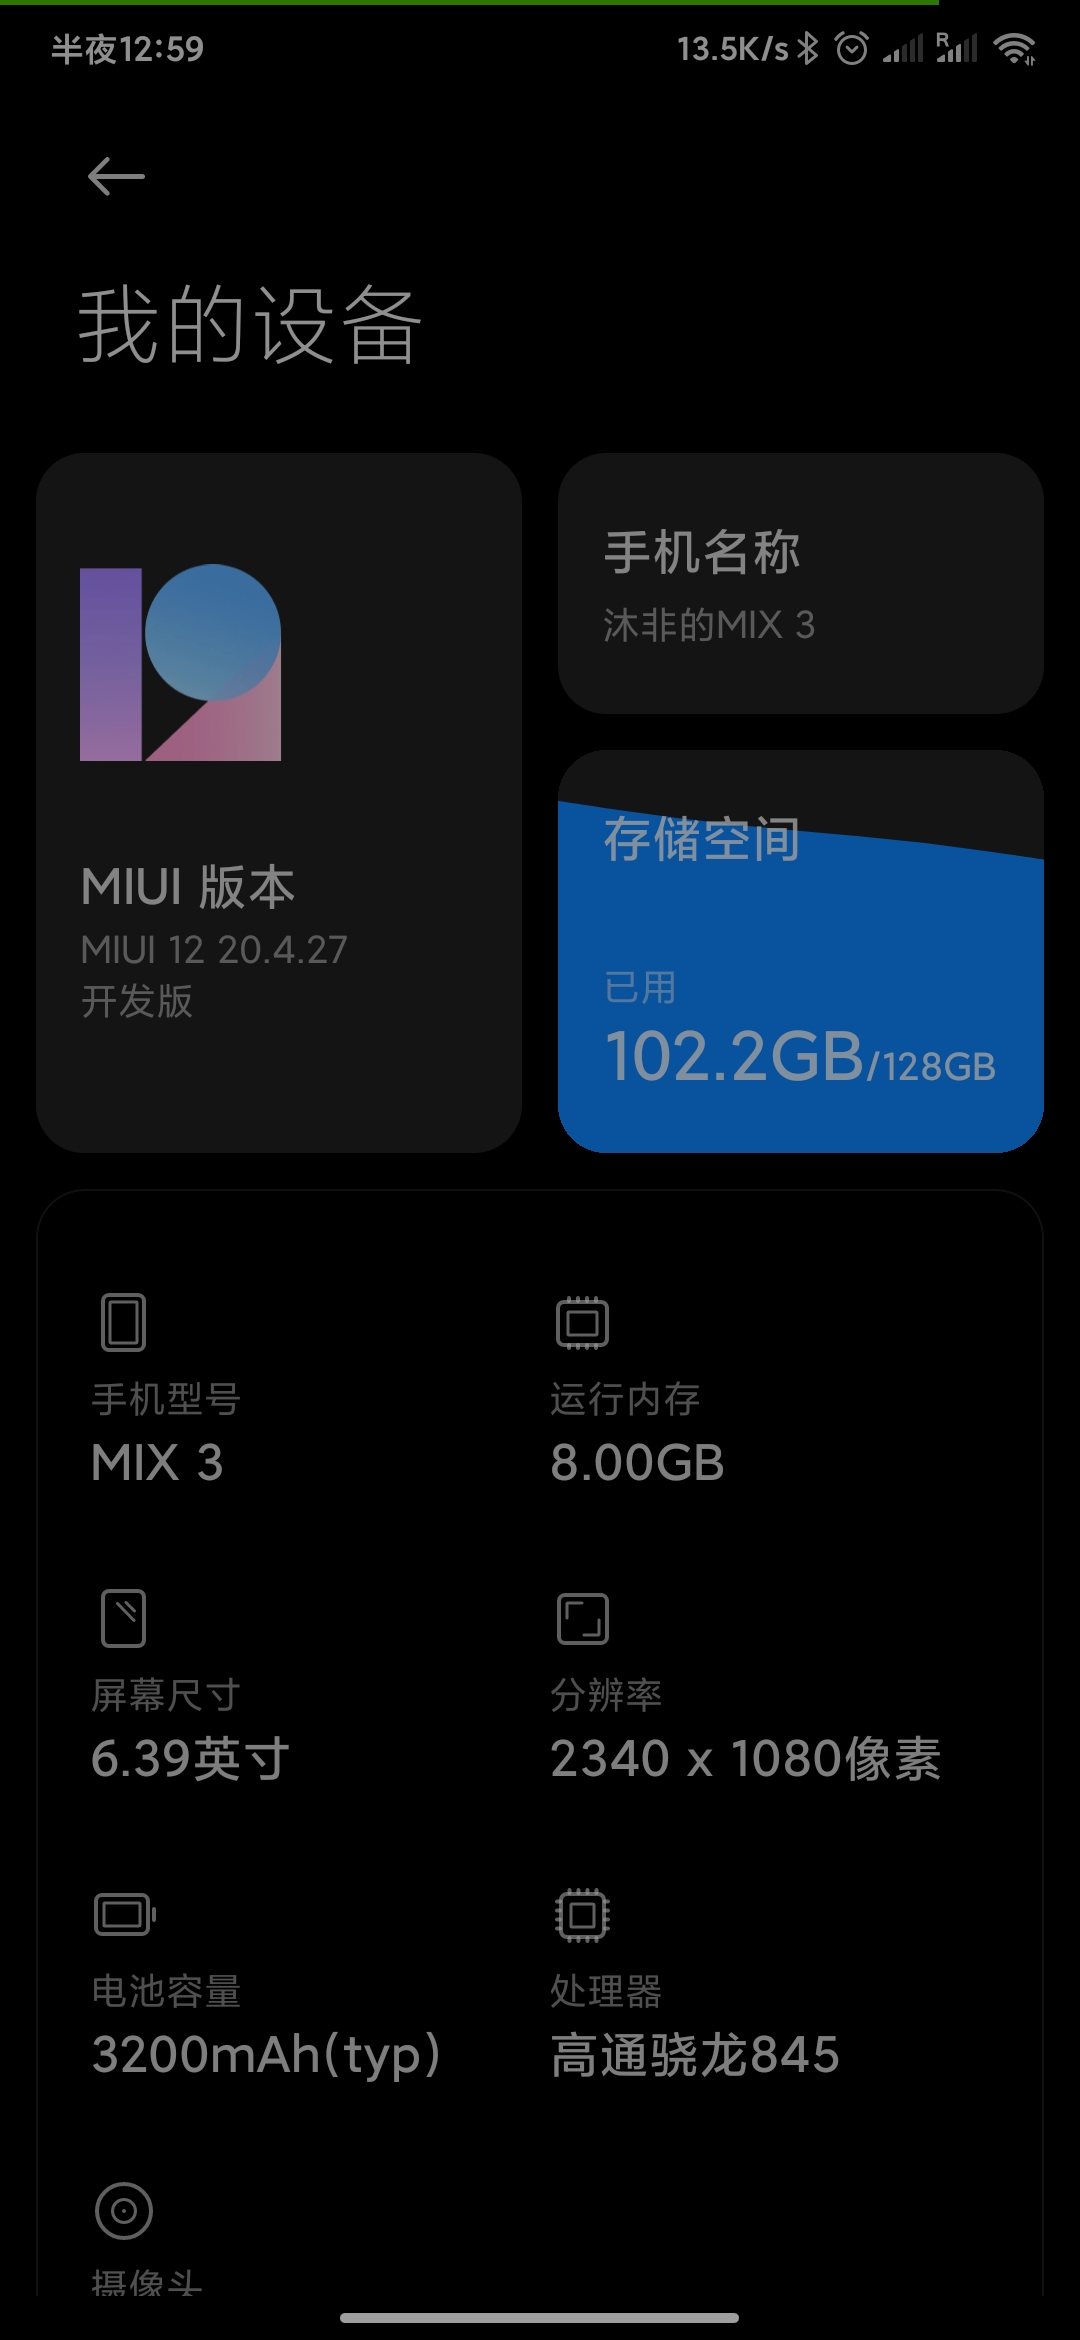 半夜12:59
13.5K/s
R
我的设备
MIUI 版本
MIUI 12 20.4.27
开发版
手机名称
沐非的MIX 3
存储空间
已用
102.2GB/128GB
手机型号
MIX 3
运行内存
8.00GB
屏幕尺寸
6.39英寸
分辨率
2340 x 1080像素
电池容量
3200mAh(typ)
处理器
高通骁龙845
摄像头